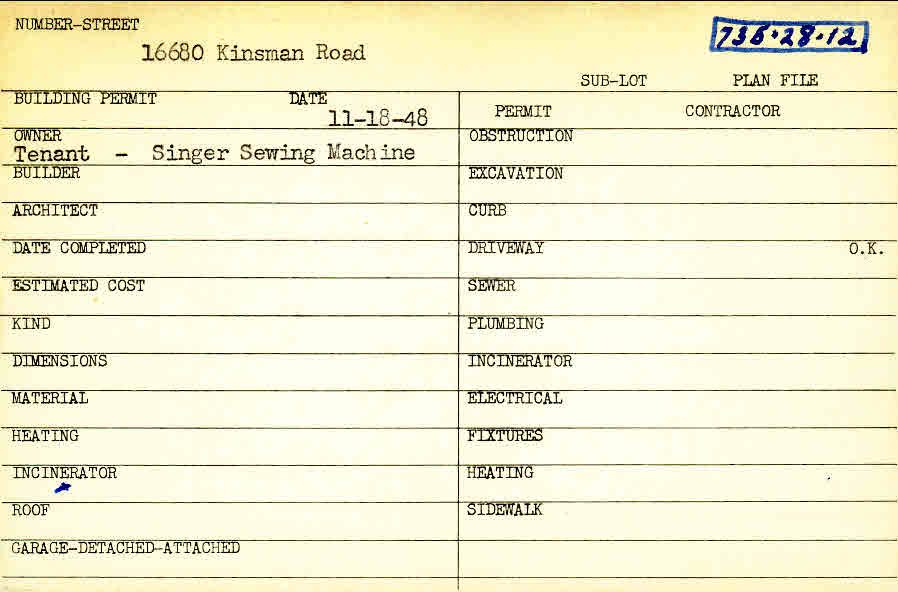 NUMBER-STREET
16680 Kinsman Road
736-28-12
SUB-LOT PLAN FILE
BUILDING PERMIT DATE
11-18-48
PERMIT CONTRACTOR
OWNER
Tenant - Singer Sewing Machine
OBSTRUCTION
BUILDER
EXCAVATION
ARCHITECT
CURB
DATE COMPLETED
DRIVEWAY O.K.
ESTIMATED COST
SEWER
KIND
PLUMBING
DIMENSIONS
INCINERATOR
MATERIAL
ELECTRICAL
HEATING
FIXTURES
INCINERATOR
HEATING
ROOF
SIDEWALK
GARAGE-DETACHED-ATTACHED